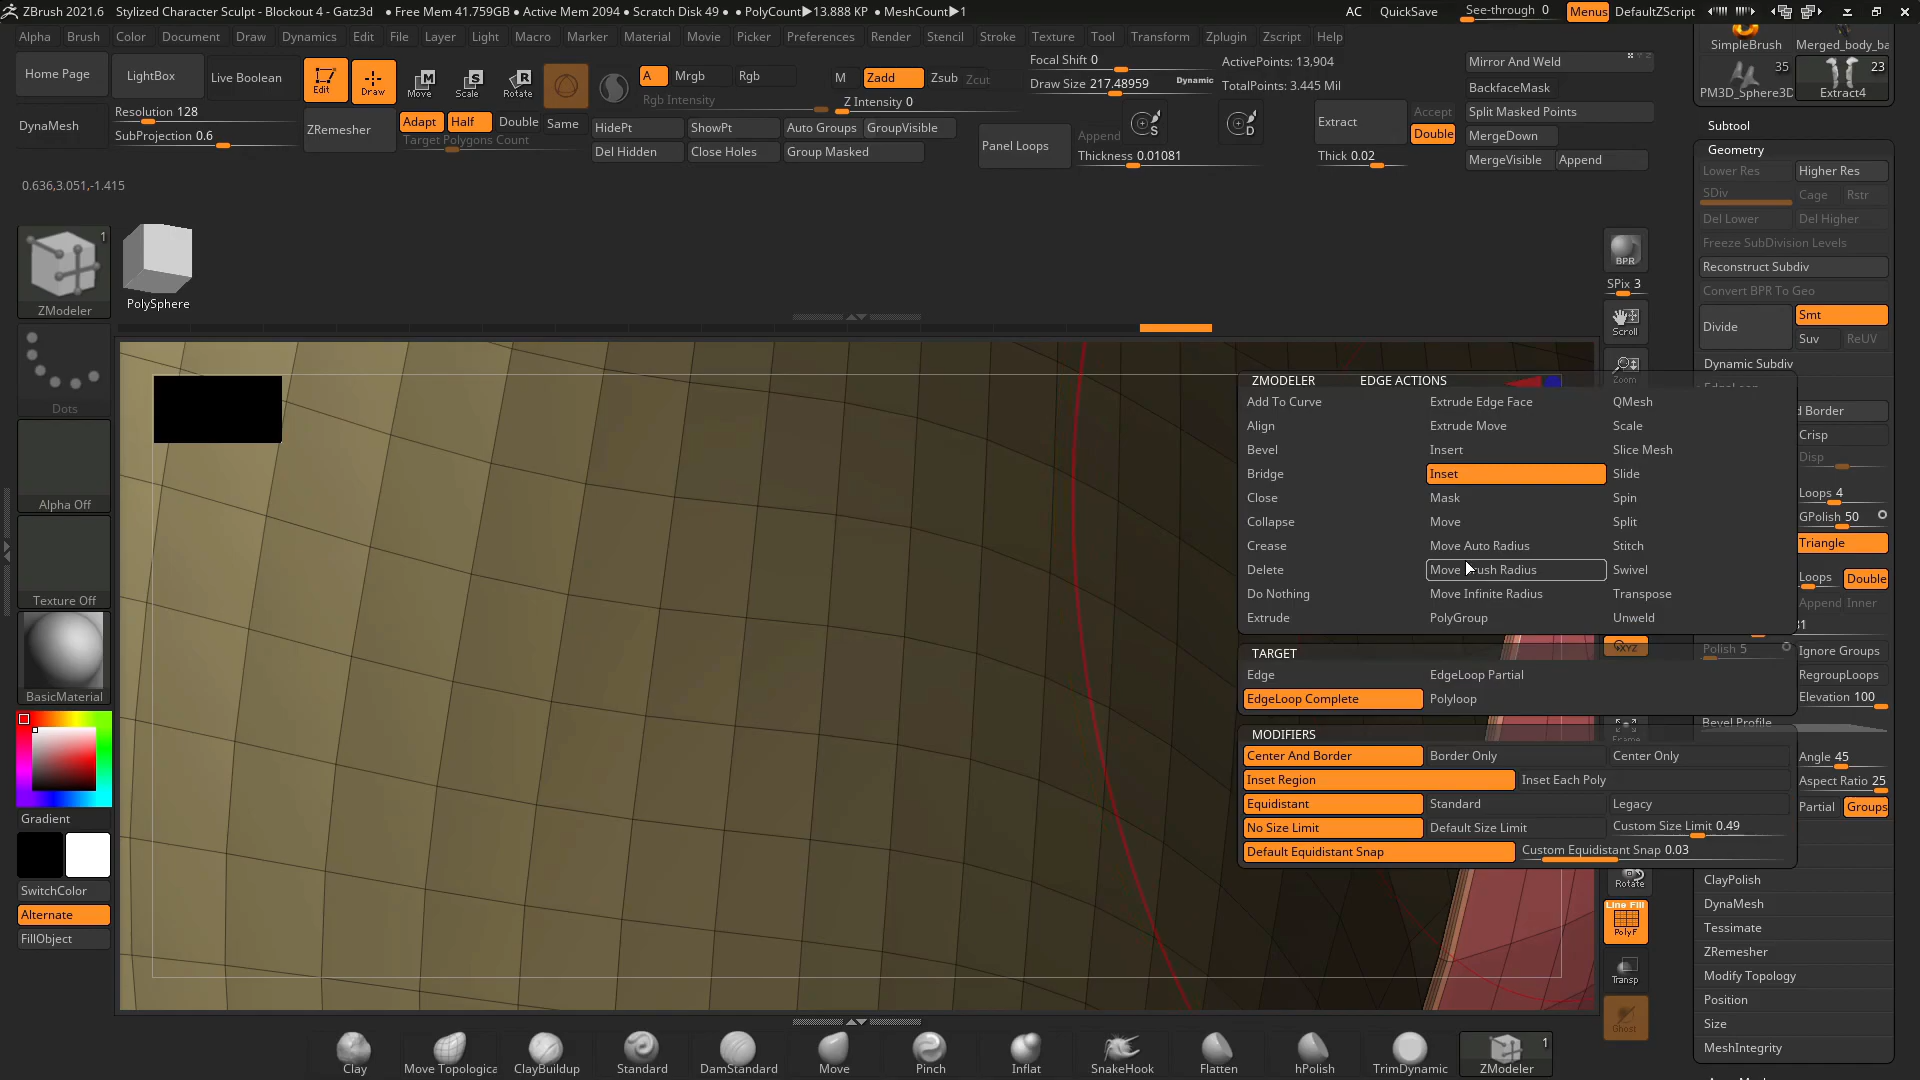 ZBrush 2021.6 Stylized Character Sculpt - Blockout 4 - Gatz3d • Free Mem 41.759GB • Active Mem 2094 • Scratch Disk 49 • PolyCount▶13.888 KP • MeshCount▶1 AC QuickSave See-through 0 Menus DefaultZScript
Alpha Brush Color Document Draw Dynamics Edit File Layer Light Macro Marker Material Movie Picker Preferences Render Stencil Stroke Texture Tool Transform Zplugin Zscript Help
SimpleBrush
35 23
PM3D_Sphere3D Extract4
Home Page LightBox Live Boolean Edit Draw Move Scale Rotate A Mrgb Rgb M Zadd Zsub Zcut
Rgb Intensity Z Intensity 0
Focal Shift 0 ActivePoints: 13,904
Draw Size 217.48959 Dynamic TotalPoints: 3.445 Mil
Mirror And Weld
BackfaceMask
Split Masked Points
MergeDown
MergeVisible Append
DynaMesh Resolution 128
SubProjection 0.6
ZRemesher Adapt Half Double Same
Target Polygons Count
HidePt ShowPt Auto Groups GroupVisible
Del Hidden Close Holes Group Masked
Panel Loops Append
Thickness 0.01081
S D
Extract Accept
Double
Thick 0.02
0.636,3.051,-1.415
1
ZModeler
PolySphere
Dots
Alpha Off
Texture Off
BasicMaterial
Gradient
SwitchColor
Alternate
FillObject
BPR
SPix 3
Scroll
Zoom
XYZ
Frame
Rotate
Line Fill
PolyF
Transp
Ghost
ZMODELER EDGE ACTIONS
Add To Curve Extrude Edge Face QMesh
Align Extrude Move Scale
Bevel Insert Slice Mesh
Bridge Inset Slide
Close Mask Spin
Collapse Move Split
Crease Move Auto Radius Stitch
Delete Move Brush Radius Swivel
Do Nothing Move Infinite Radius Transpose
Extrude PolyGroup Unweld
TARGET
Edge EdgeLoop Partial
EdgeLoop Complete Polyloop
MODIFIERS
Center And Border Border Only Center Only
Inset Region Inset Each Poly
Equidistant Standard Legacy
No Size Limit Default Size Limit Custom Size Limit 0.49
Default Equidistant Snap Custom Equidistant Snap 0.03
Subtool
Geometry
Lower Res Higher Res
SDiv Cage Rstr
Del Lower Del Higher
Freeze SubDivision Levels
Reconstruct Subdiv
Convert BPR To Geo
Divide Smt
Suv ReUV
Dynamic Subdiv
Border
Crisp
Disp
Loops 4
GPolish 50
Triangle
Loops Double
Append Inner
Polish 5 Ignore Groups
RegroupLoops
Elevation 100
Bevel Profile
Angle 45
Aspect Ratio 25
Partial Groups
ClayPolish
DynaMesh
Tessimate
ZRemesher
Modify Topology
Position
Size
MeshIntegrity
Clay Move Topologica ClayBuildup Standard DamStandard Move Pinch Inflat SnakeHook Flatten hPolish TrimDynamic ZModeler 1